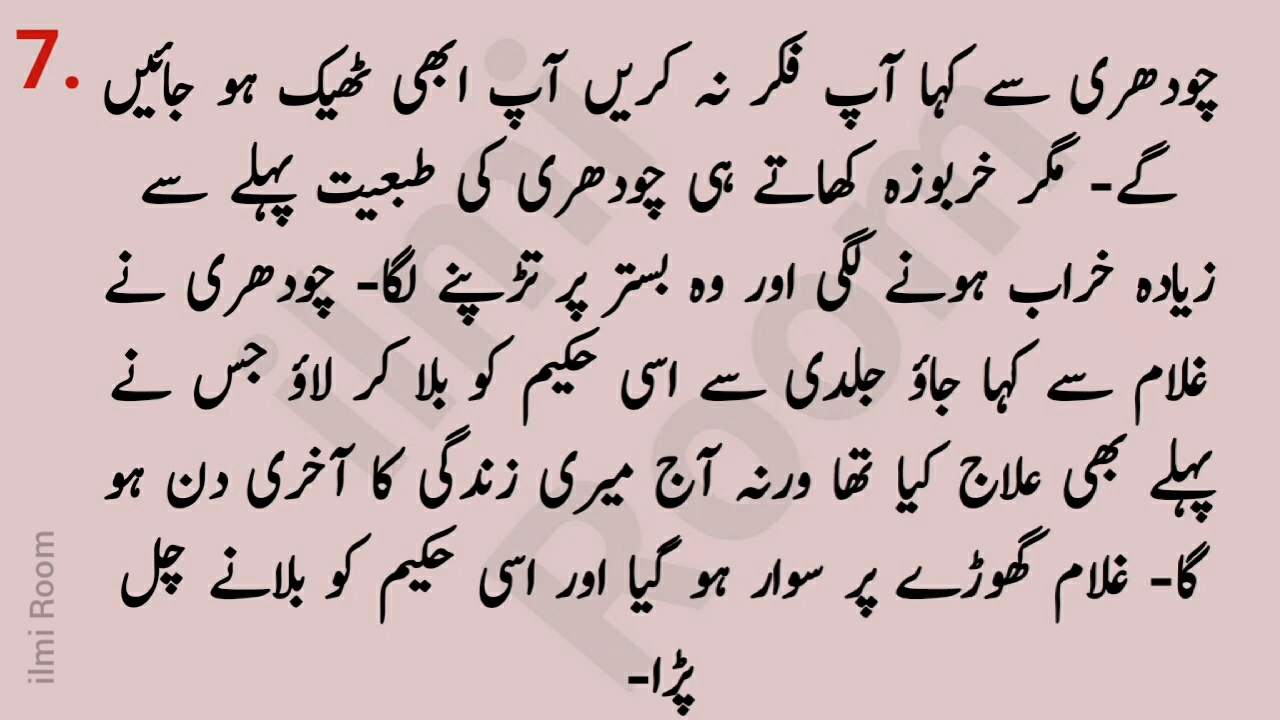 7.
چودھری سے کہا آپ فکر نہ کریں آپ ابھی ٹھیک ہو جائیں
گے- مگر خربوزہ کھاتے ہی چودھری کی طبعیت پہلے سے
زیادہ خراب ہونے لگی اور وہ بستر پر تڑپنے لگا- چودھری نے
غلام سے کہا جاؤ جلدی سے اسی حکیم کو بلا کر لاؤ جس نے
پہلے بھی علاج کیا تھا ورنہ آج میری زندگی کا آخری دن ہو
گا- غلام گھوڑے پر سوار ہو گیا اور اسی حکیم کو بلانے چل
پڑا-
ilmi Room
ilmi
Room